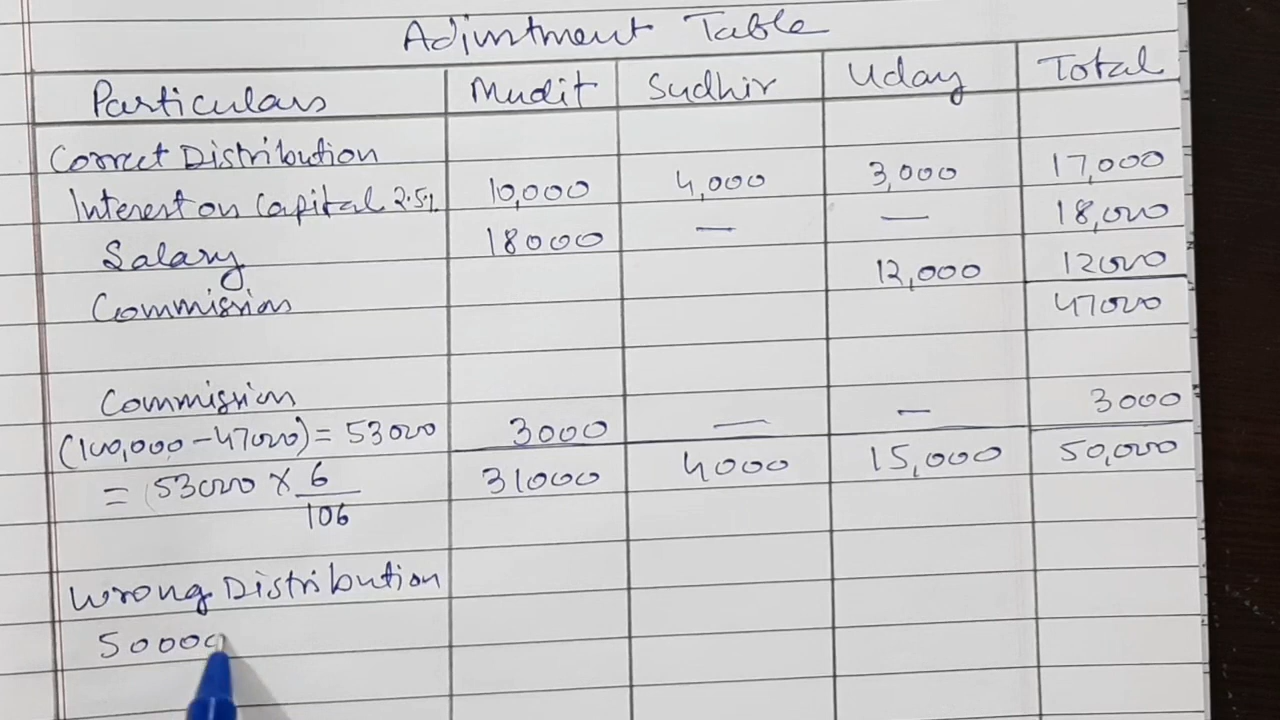 Adjustment Table
Particulars Mudit Sudhir Uday Total
Correct Distribution
Interest on Capital 2.5% 10,000 4,000 3,000 17,000
Salary 18000 — — 18,000
Commission 12,000 12000
47000
Commission 3000
(100,000 - 47000) = 53000 3000 — —
= (53000 × 6/106 31000 4000 15,000 50,000
Wrong Distribution
50000